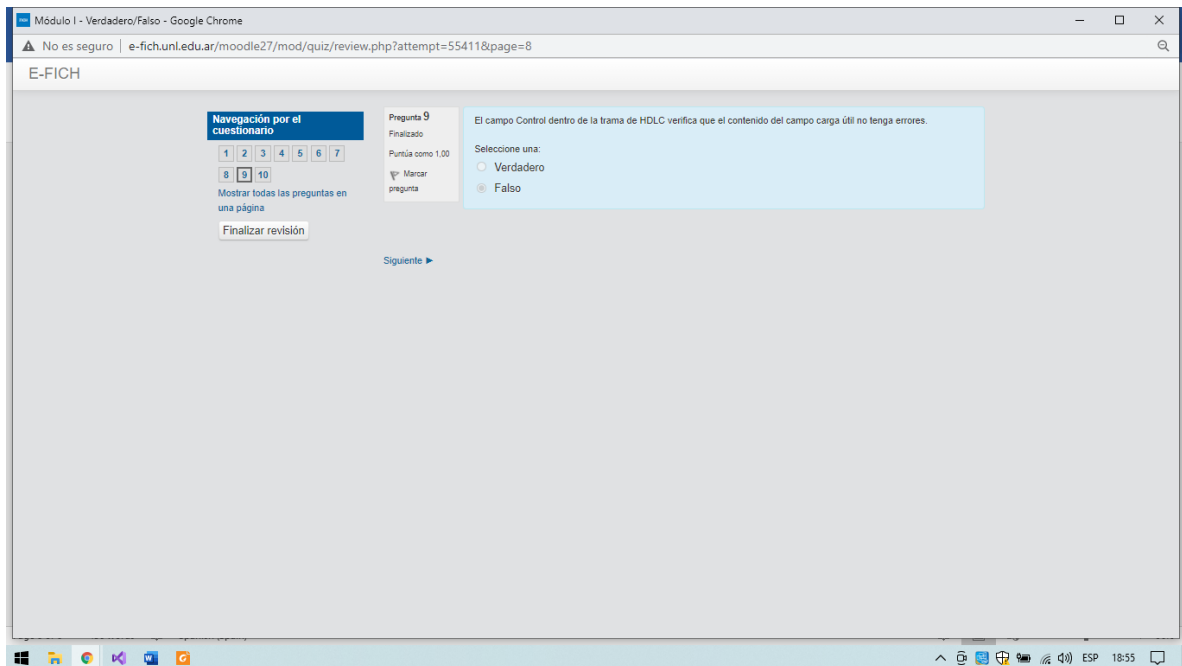 Módulo I - Verdadero/Falso - Google Chrome
No es seguro | e-fich.unl.edu.ar/moodle27/mod/quiz/review.php?attempt=55411&page=8
E-FICH
Navegación por el
cuestionario
1 2 3 4 5 6 7
8 9 10
Mostrar todas las preguntas en
una página
Finalizar revisión
Pregunta 9
Finalizado
Puntúa como 1,00
Marcar
pregunta
El campo Control dentro de la trama de HDLC verifica que el contenido del campo carga útil no tenga errores.
Seleccione una:
Verdadero
Falso
Siguiente ►
ESP 18:55